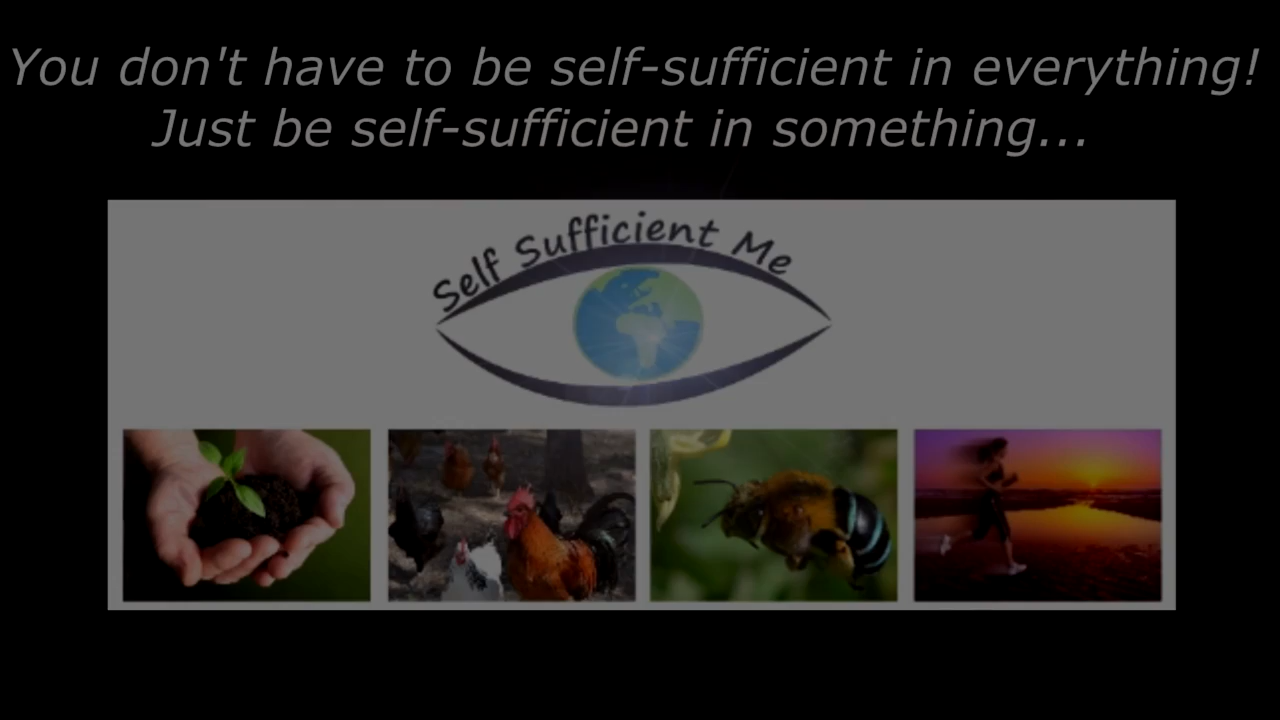 You don't have to be self-sufficient in everything!
Just be self-sufficient in something...
Self Sufficient Me